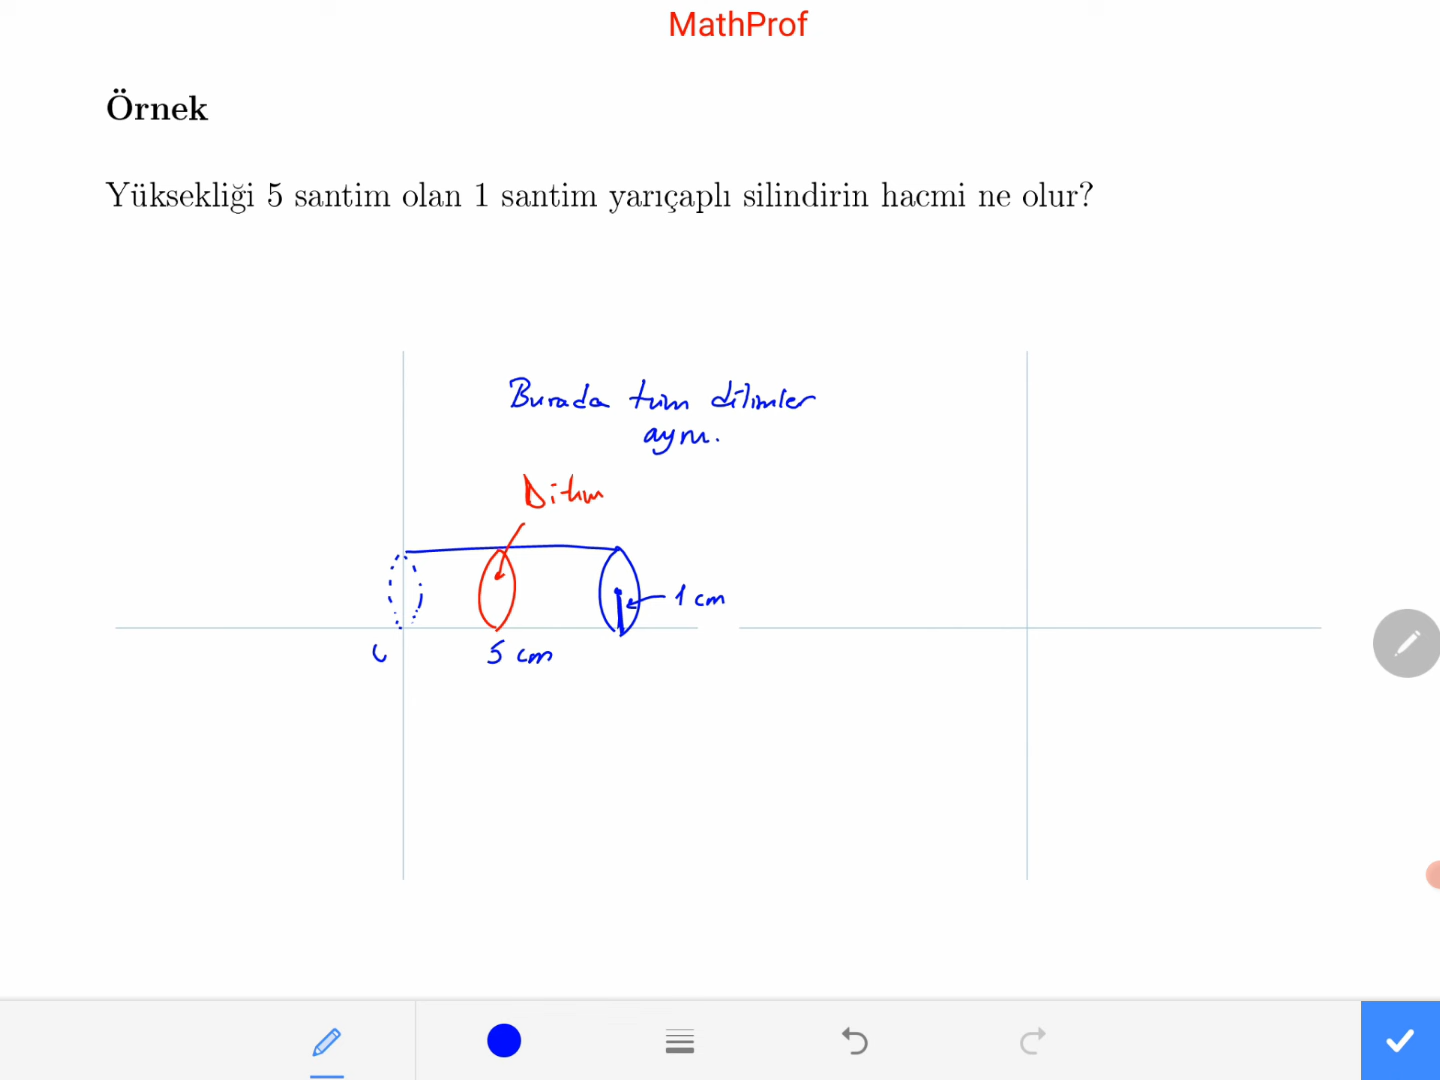 MathProf
Örnek
Yüksekliği 5 santim olan 1 santim yarıçaplı silindirin hacmi ne olur?
Burada tüm dilimler
aynı.
Dilim
1 cm
5 cm